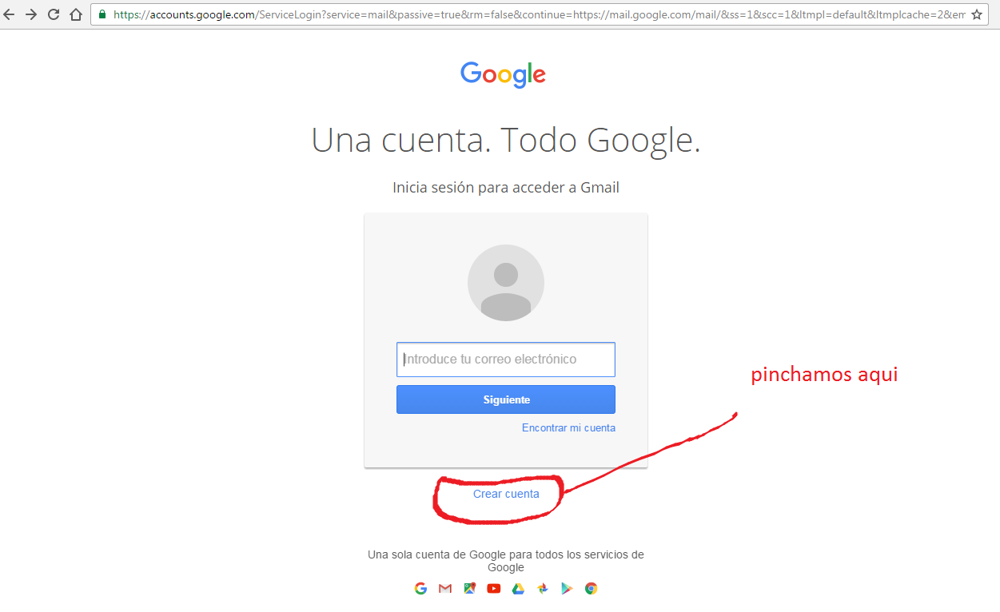 https://accounts.google.com/ServiceLogin?service=mail&passive=true&rm=false&continue=https://mail.google.com/mail/&ss=1&scc=1&ltmpl=default&ltmplcache=2&em
Google
Una cuenta. Todo Google.
Inicia sesión para acceder a Gmail
Introduce tu correo electrónico
pinchamos aqui
Siguiente
Encontrar mi cuenta
Crear cuenta
Una sola cuenta de Google para todos los servicios de
Google